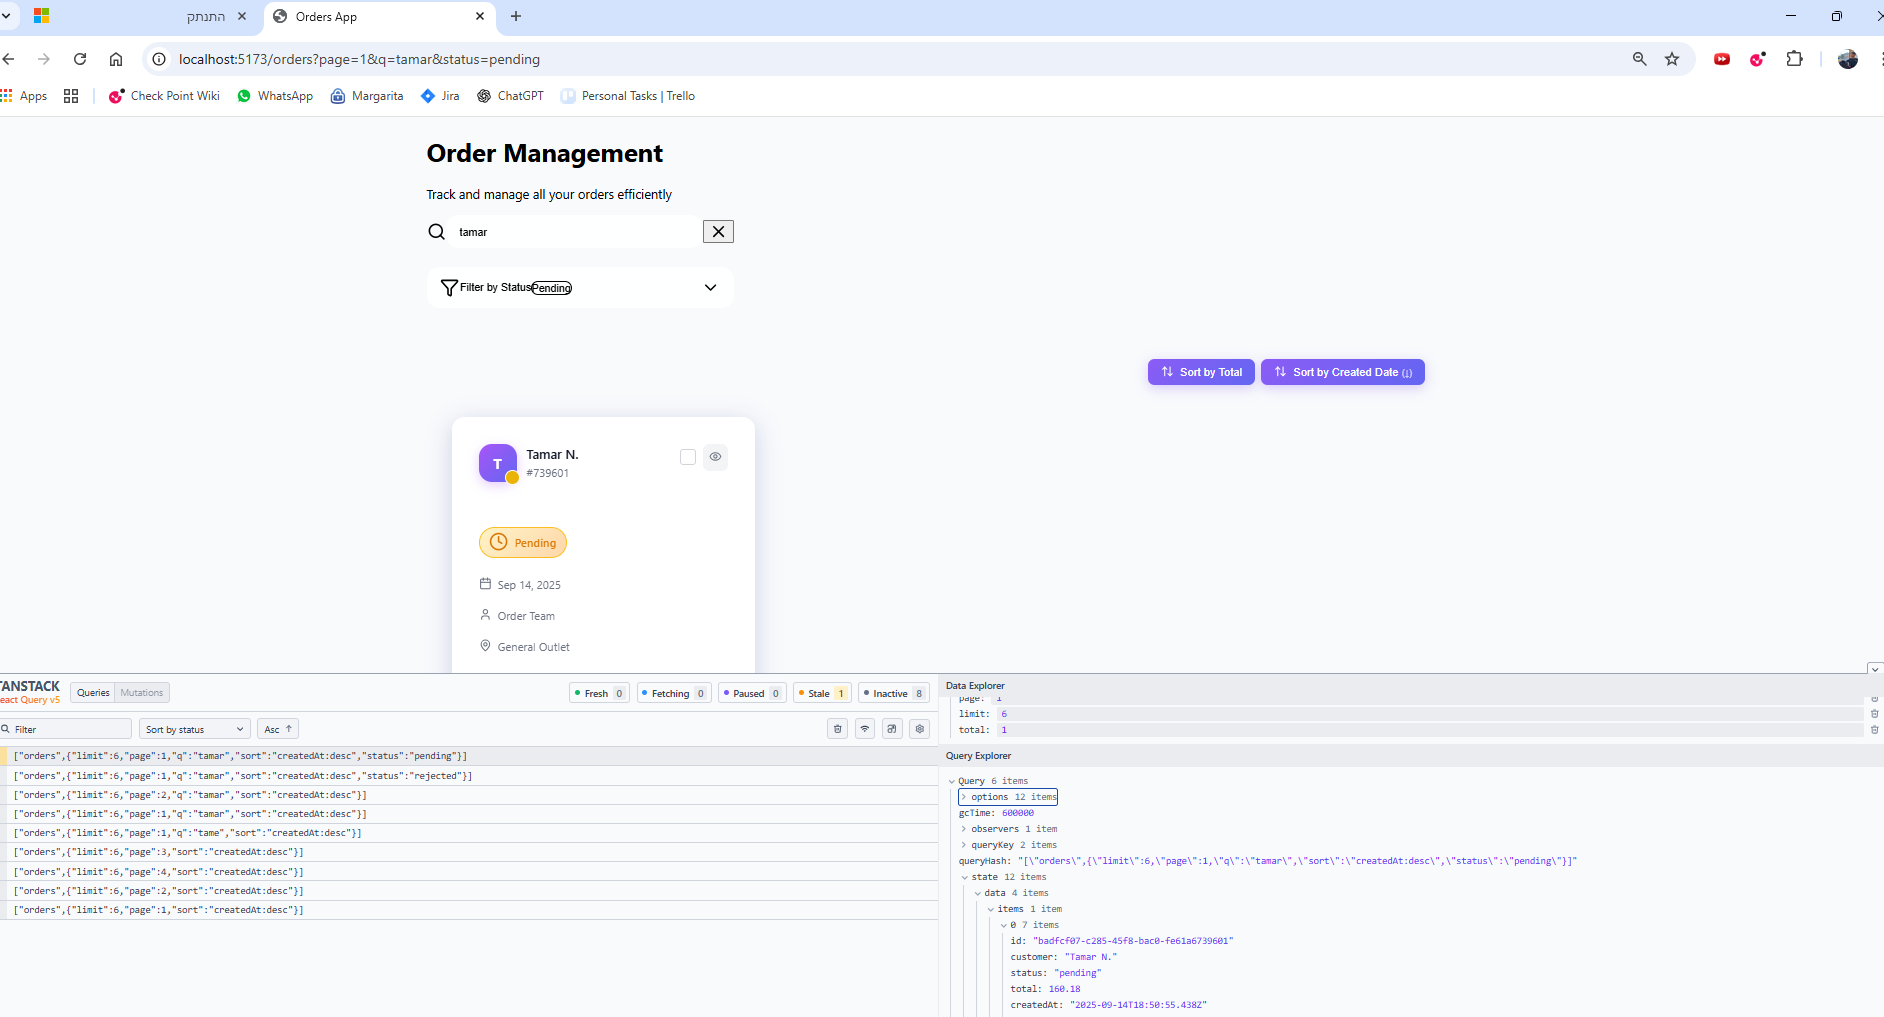 התנתק
Orders App
localhost:5173/orders?page=1&q=tamar&status=pending
Apps
Check Point Wiki
WhatsApp
Margarita
Jira
ChatGPT
Personal Tasks | Trello
Order Management
Track and manage all your orders efficiently
tamar
Filter by Status Pending
Sort by Total
Sort by Created Date (↓)
T
Tamar N.
#739601
Pending
Sep 14, 2025
Order Team
General Outlet
TANSTACK
React Query v5
Queries
Mutations
Fresh 0
Fetching 0
Paused 0
Stale 1
Inactive 8
Filter
Sort by status
Asc ↑
["orders",{"limit":6,"page":1,"q":"tamar","sort":"createdAt:desc","status":"pending"}]
["orders",{"limit":6,"page":1,"q":"tamar","sort":"createdAt:desc","status":"rejected"}]
["orders",{"limit":6,"page":2,"q":"tamar","sort":"createdAt:desc"}]
["orders",{"limit":6,"page":1,"q":"tamar","sort":"createdAt:desc"}]
["orders",{"limit":6,"page":1,"q":"tame","sort":"createdAt:desc"}]
["orders",{"limit":6,"page":3,"sort":"createdAt:desc"}]
["orders",{"limit":6,"page":4,"sort":"createdAt:desc"}]
["orders",{"limit":6,"page":2,"sort":"createdAt:desc"}]
["orders",{"limit":6,"page":1,"sort":"createdAt:desc"}]
Data Explorer
page: 1
limit: 6
total: 1
Query Explorer
Query 6 items
options 12 items
gcTime: 600000
observers 1 item
queryKey 2 items
queryHash: "[\"orders\",{\"limit\":6,\"page\":1,\"q\":\"tamar\",\"sort\":\"createdAt:desc\",\"status\":\"pending\"}]"
state 12 items
data 4 items
items 1 item
0 7 items
id: "badfcf07-c285-45f8-bac0-fe61a6739601"
customer: "Tamar N."
status: "pending"
total: 160.18
createdAt: "2025-09-14T18:50:55.438Z"